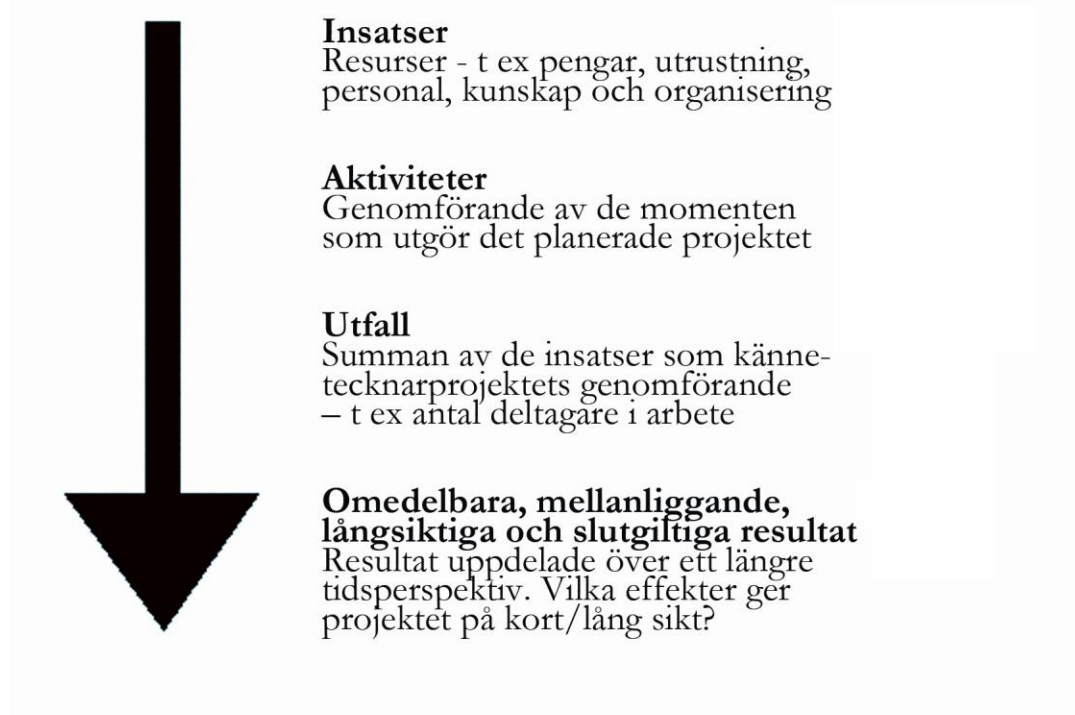 Insatser
Resurser - t ex pengar, utrustning,
personal, kunskap och organisering
Aktiviteter
Genomförande av de momenten
som utgör det planerade projektet
Utfall
Summan av de insatser som känne-
tecknarprojektets genomförande
– t ex antal deltagare i arbete
Omedelbara, mellanliggande,
långsiktiga och slutgiltiga resultat
Resultat uppdelade över ett längre
tidsperspektiv. Vilka effekter ger
projektet på kort/lång sikt?